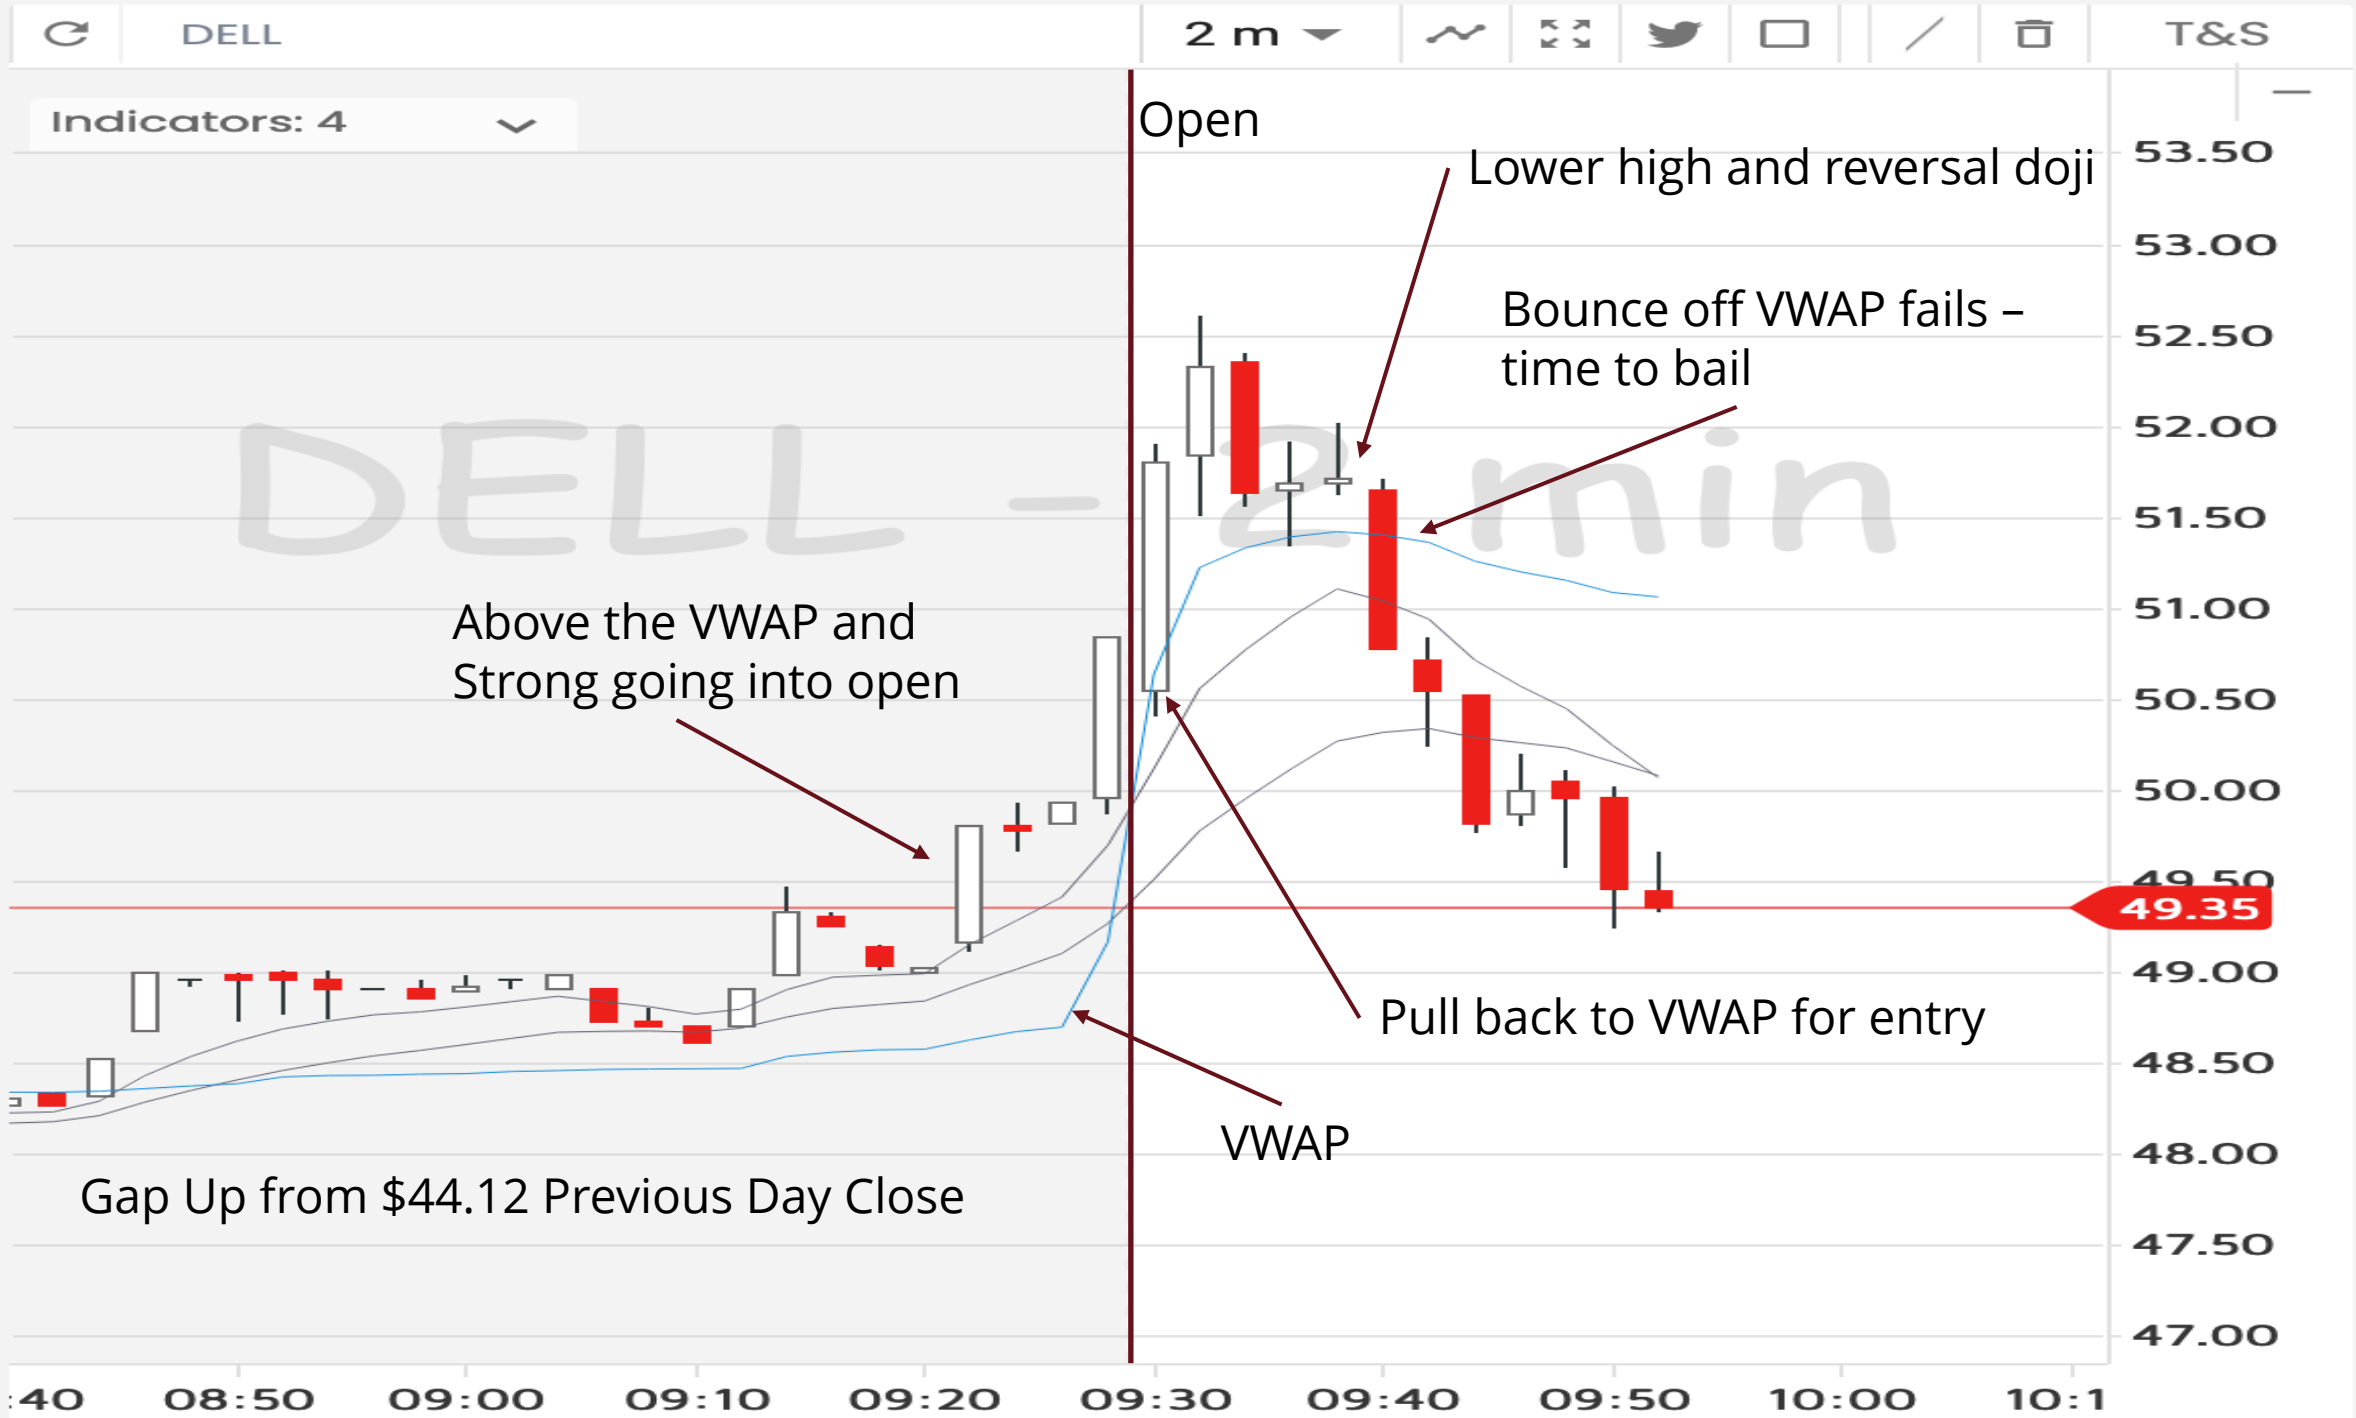 DELL
2 m
T&S
Indicators: 4
Open
Lower high and reversal doji
Bounce off VWAP fails –
time to bail
DELL - 2 min
Above the VWAP and
Strong going into open
Pull back to VWAP for entry
VWAP
Gap Up from $44.12 Previous Day Close
53.50
53.00
52.50
52.00
51.50
51.00
50.50
50.00
49.50
49.35
49.00
48.50
48.00
47.50
47.00
:40 08:50 09:00 09:10 09:20 09:30 09:40 09:50 10:00 10:1